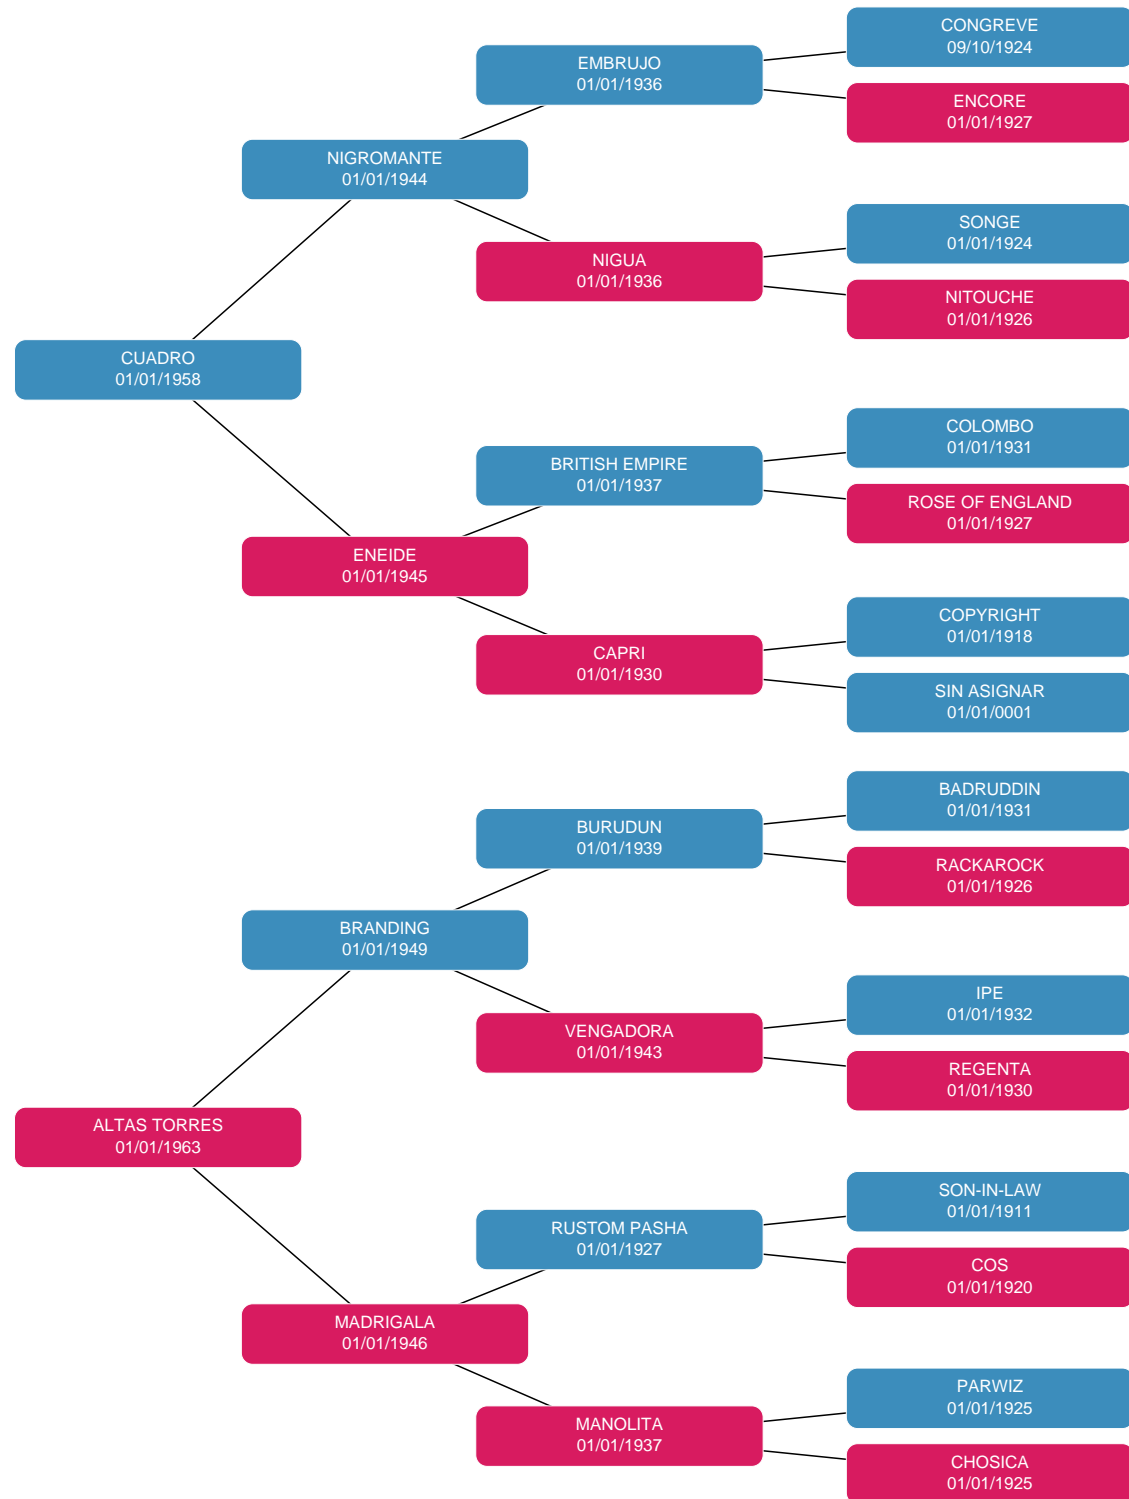 CONGREVE
09/10/1924
EMBRUJO
01/01/1936
ENCORE
01/01/1927
NIGROMANTE
01/01/1944
SONGE
01/01/1924
NIGUA
01/01/1936
NITOUCHE
01/01/1926
CUADRO
01/01/1958
COLOMBO
01/01/1931
BRITISH EMPIRE
01/01/1937
ROSE OF ENGLAND
01/01/1927
ENEIDE
01/01/1945
COPYRIGHT
01/01/1918
CAPRI
01/01/1930
SIN ASIGNAR
01/01/0001
BADRUDDIN
01/01/1931
BURUDUN
01/01/1939
RACKAROCK
01/01/1926
BRANDING
01/01/1949
IPE
01/01/1932
VENGADORA
01/01/1943
REGENTA
01/01/1930
ALTAS TORRES
01/01/1963
SON-IN-LAW
01/01/1911
RUSTOM PASHA
01/01/1927
COS
01/01/1920
MADRIGALA
01/01/1946
PARWIZ
01/01/1925
MANOLITA
01/01/1937
CHOSICA
01/01/1925